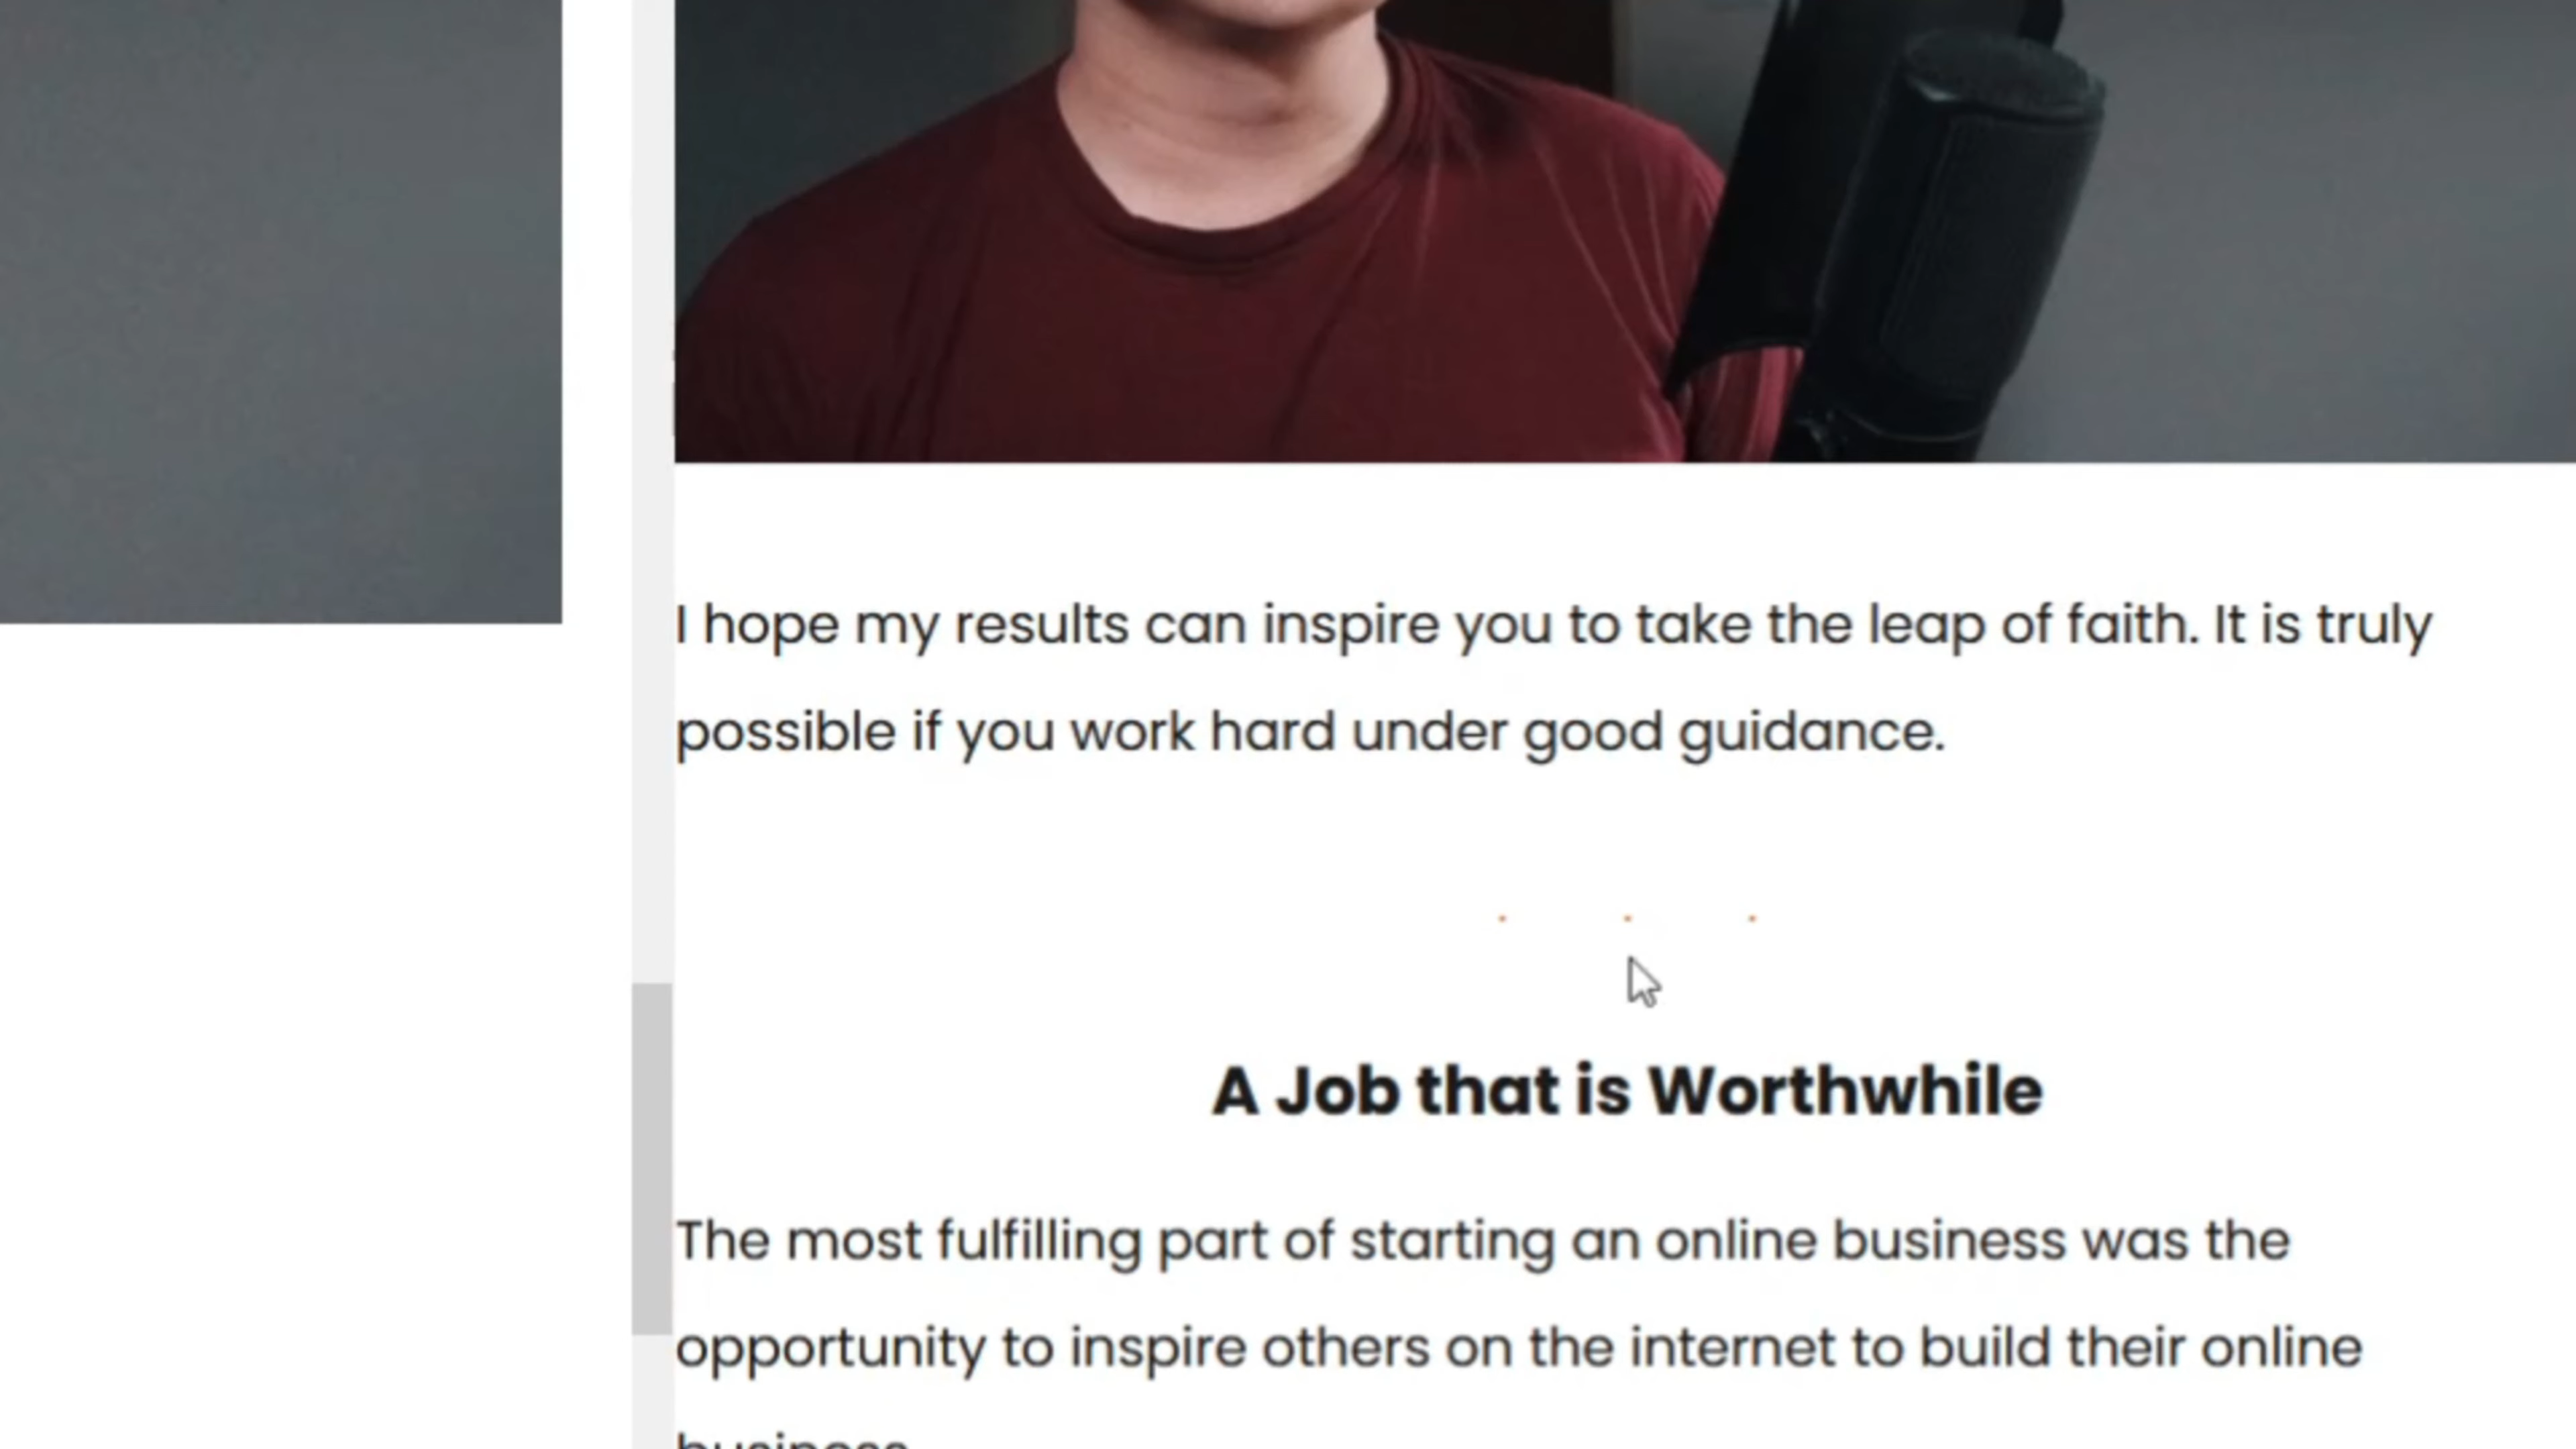 I hope my results can inspire you to take the leap of faith. It is truly
possible if you work hard under good guidance.
A Job that is Worthwhile
The most fulfilling part of starting an online business was the
opportunity to inspire others on the internet to build their online
business